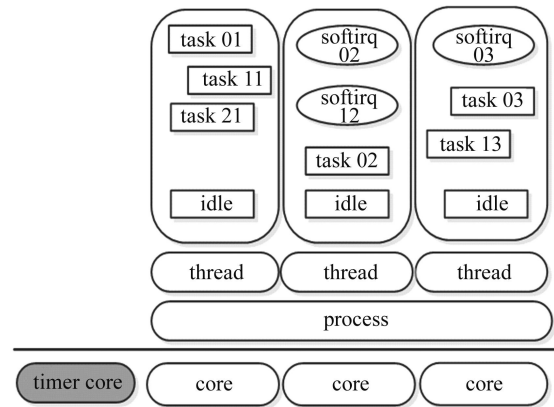 task 01
task 11
task 21
idle
softirq
02
softirq
12
task 02
idle
softirq
03
task 03
task 13
idle
thread
thread
thread
process
timer core
core
core
core